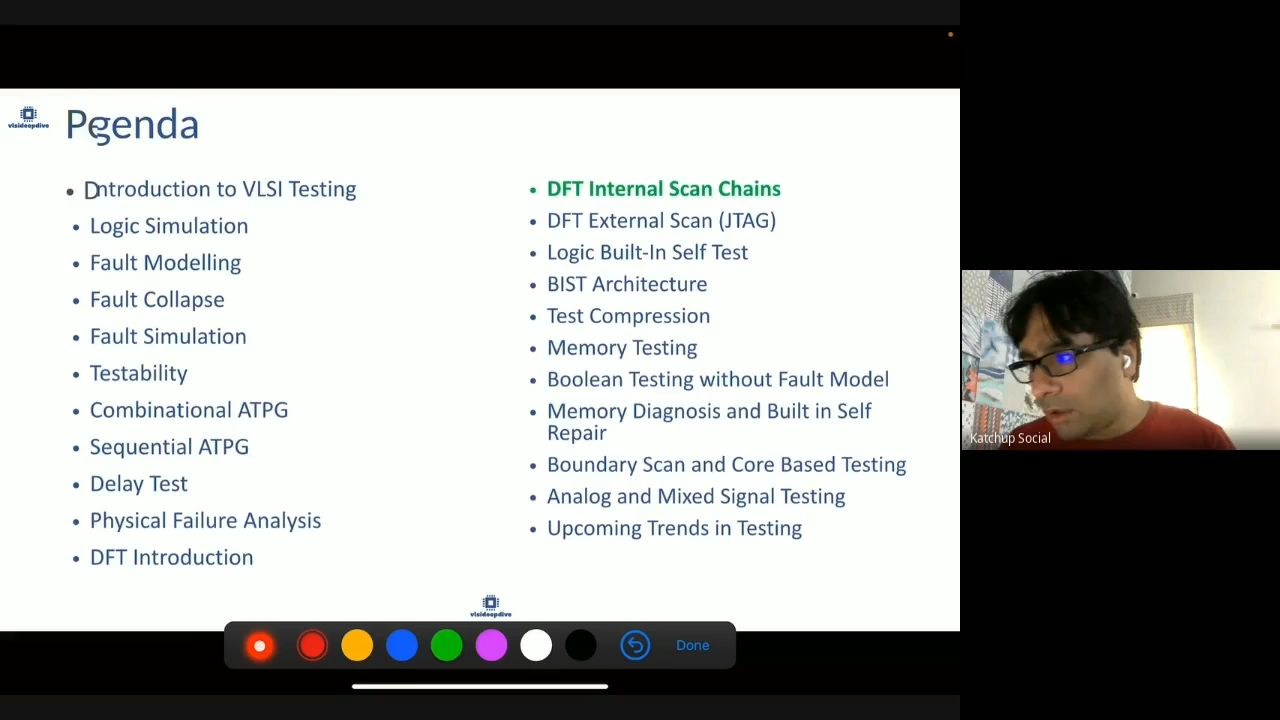 vlsideepdive
Pgenda
• Dntroduction to VLSI Testing
• Logic Simulation
• Fault Modelling
• Fault Collapse
• Fault Simulation
• Testability
• Combinational ATPG
• Sequential ATPG
• Delay Test
• Physical Failure Analysis
• DFT Introduction
• DFT Internal Scan Chains
• DFT External Scan (JTAG)
• Logic Built-In Self Test
• BIST Architecture
• Test Compression
• Memory Testing
• Boolean Testing without Fault Model
• Memory Diagnosis and Built in Self
Repair
• Boundary Scan and Core Based Testing
• Analog and Mixed Signal Testing
• Upcoming Trends in Testing
vlsideepdive
Done
Katchup Social